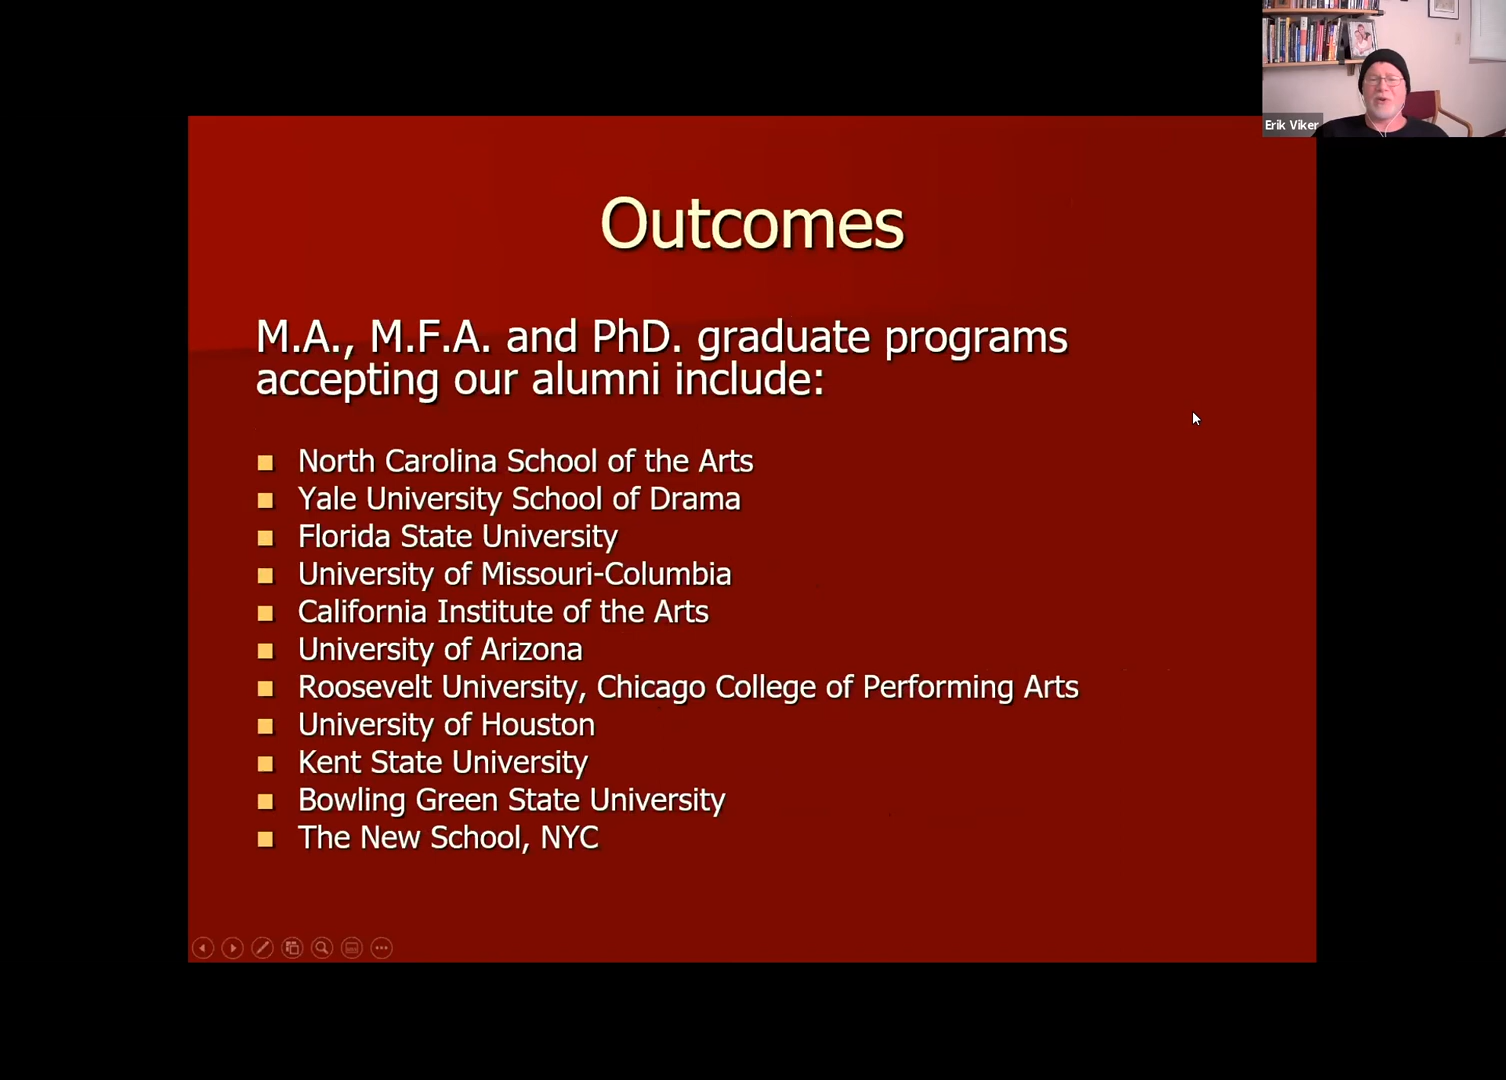 Erik Viker
Outcomes
M.A., M.F.A. and PhD. graduate programs
accepting our alumni include:
North Carolina School of the Arts
Yale University School of Drama
Florida State University
University of Missouri-Columbia
California Institute of the Arts
University of Arizona
Roosevelt University, Chicago College of Performing Arts
University of Houston
Kent State University
Bowling Green State University
The New School, NYC